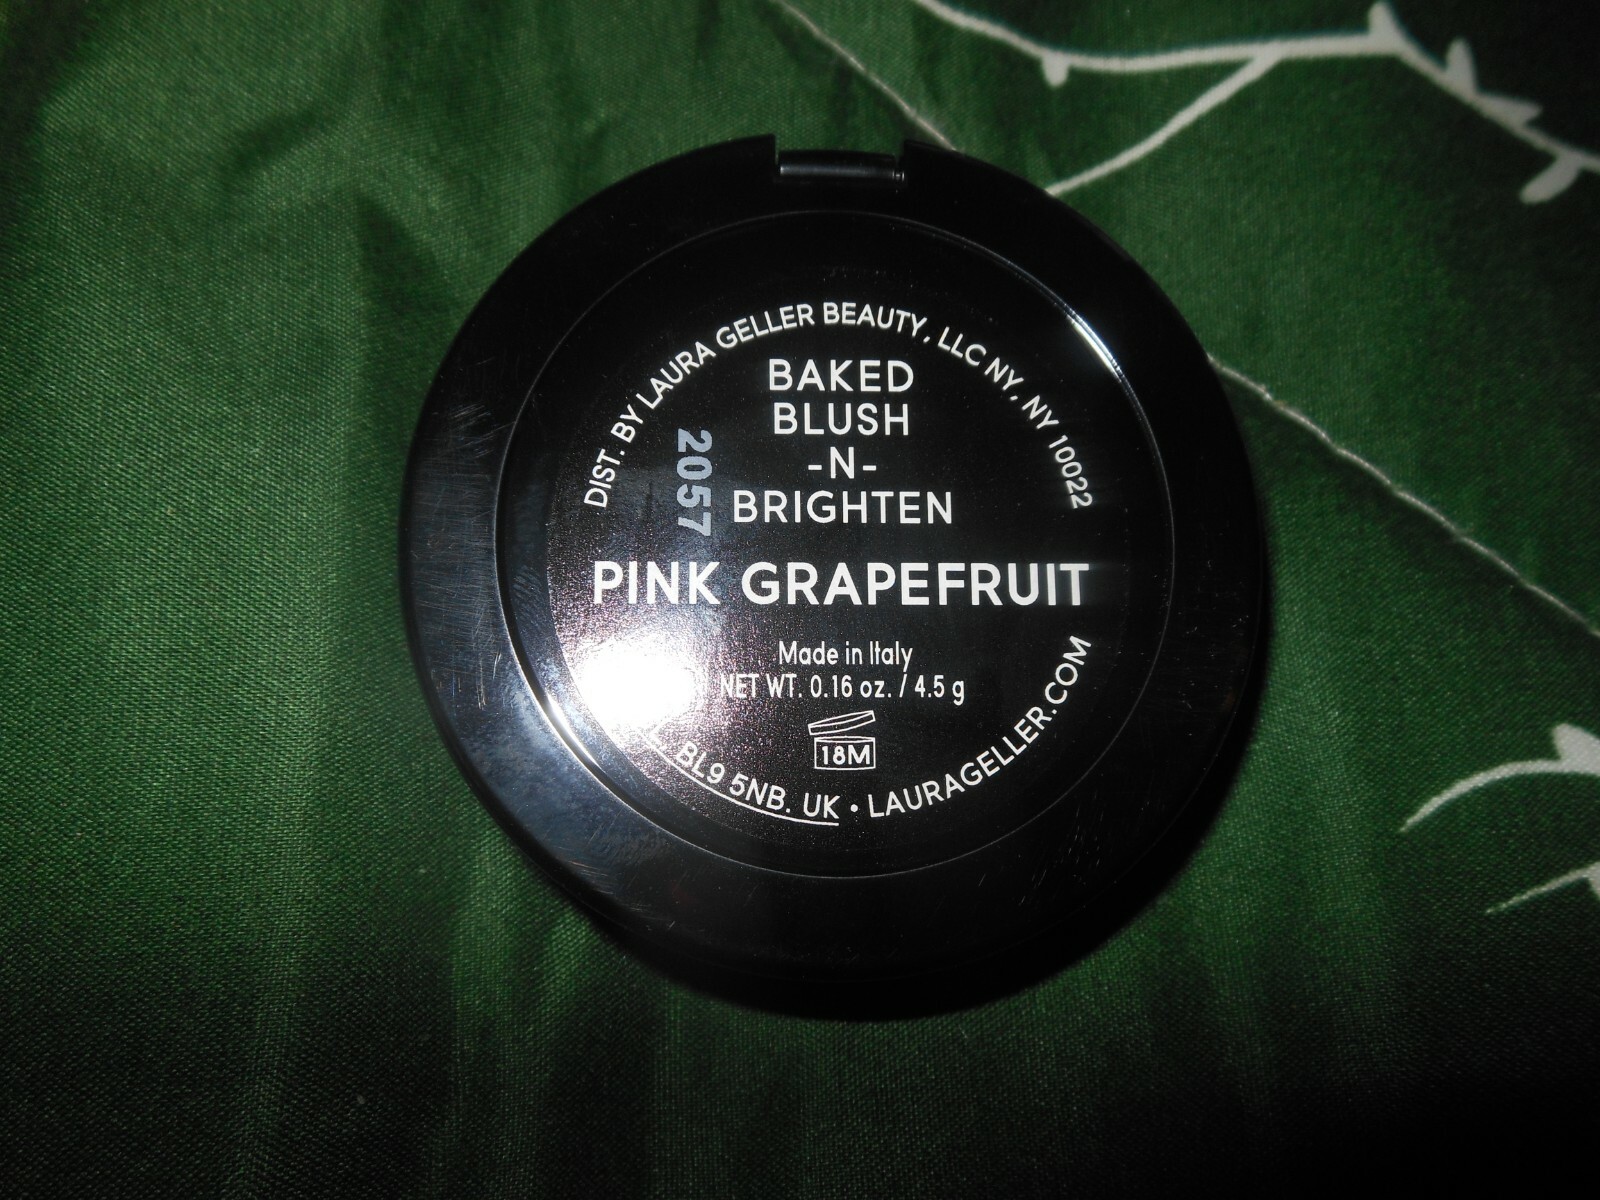 DIST. BY LAURA GELLER BEAUTY, LLC NY, NY 10022
BAKED
BLUSH
-N-
BRIGHTEN
2057
PINK GRAPEFRUIT
Made in Italy
NET WT. 0.16 oz. / 4.5 g
18M
BL9 5NB. UK • LAURAGELLER.COM